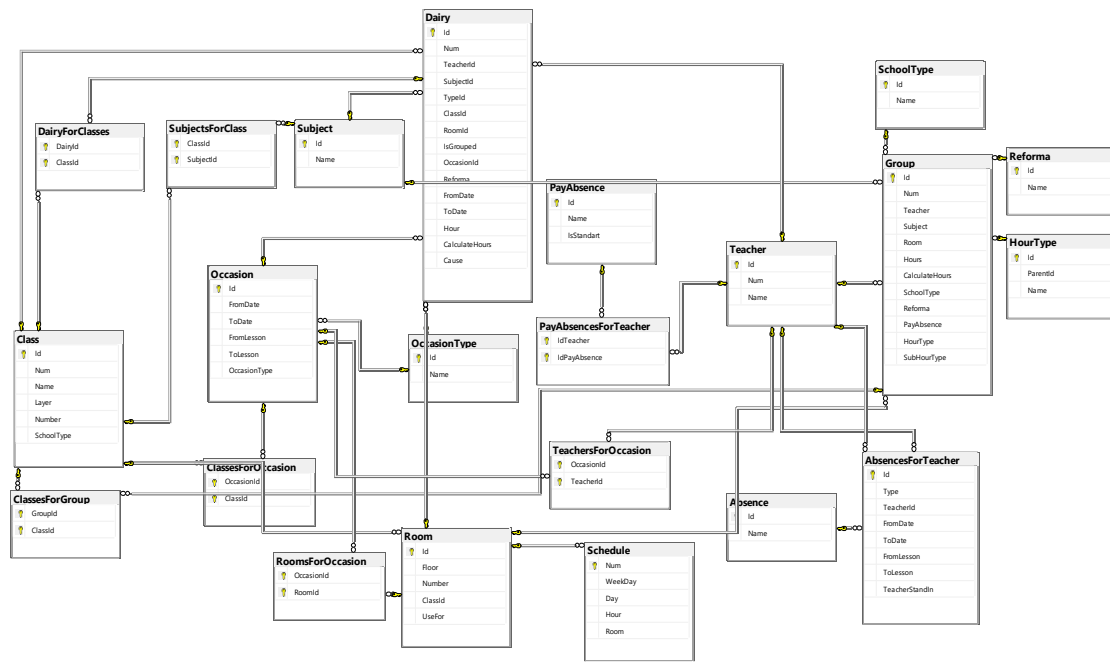 Dairy
Id
Num
TeacherId
SubjectId
TypeId
ClassId
RoomId
IsGrouped
OccasionId
Reforma
FromDate
ToDate
Hour
CalculateHours
Cause
SchoolType
Id
Name
DairyForClasses
DairyId
ClassId
SubjectsForClass
ClassId
SubjectId
Subject
Id
Name
Group
Id
Num
Teacher
Subject
Room
Hours
CalculateHours
SchoolType
Reforma
PayAbsence
HourType
SubHourType
Reforma
Id
Name
PayAbsence
Id
Name
IsStandart
HourType
Id
ParentId
Name
Teacher
Id
Num
Name
Occasion
Id
FromDate
ToDate
FromLesson
ToLesson
OccasionType
PayAbsencesForTeacher
IdTeacher
IdPayAbsence
Class
Id
Num
Name
Layer
Number
SchoolType
OccasionType
Id
Name
TeachersForOccasion
OccasionId
TeacherId
AbsencesForTeacher
Id
Type
TeacherId
FromDate
ToDate
FromLesson
ToLesson
TeacherStandIn
ClassesForOccasion
OccasionId
ClassId
ClassesForGroup
GroupId
ClassId
Absence
Id
Name
Room
Id
Floor
Number
ClassId
UseFor
Schedule
Num
WeekDay
Day
Hour
Room
RoomsForOccasion
OccasionId
RoomId